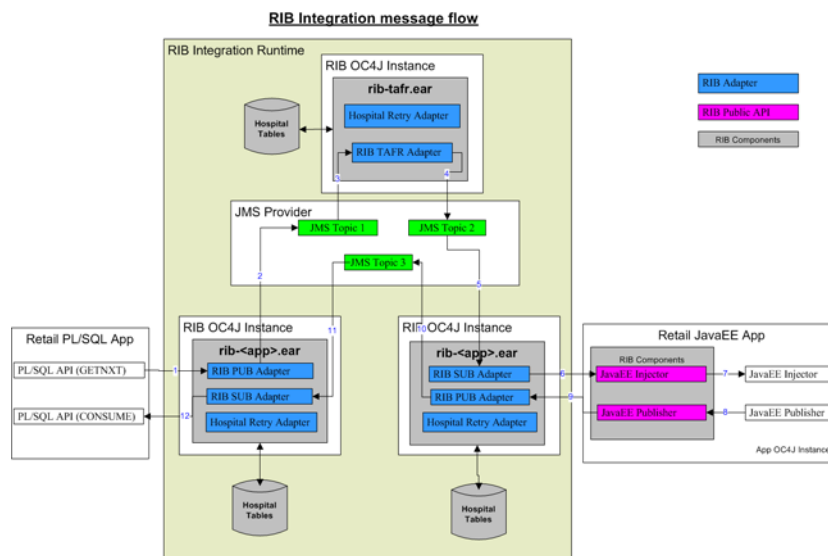 RIB Integration message flow
RIB Integration Runtime
RIB OC4J Instance
rib-tafr.ear
Hospital Retry Adapter
RIB TAFR Adapter
Hospital
Tables
3
4
RIB Adapter
RIB Public API
RIB Components
JMS Provider
JMS Topic 1
JMS Topic 2
JMS Topic 3
2
5
11
10
Retail PL/SQL App
PL/SQL API (GETNXT)
PL/SQL API (CONSUME)
1
12
RIB OC4J Instance
rib-<app>.ear
RIB PUB Adapter
RIB SUB Adapter
Hospital Retry Adapter
Hospital
Tables
RIB OC4J Instance
rib-<app>.ear
RIB SUB Adapter
RIB PUB Adapter
Hospital Retry Adapter
Hospital
Tables
6
9
Retail JavaEE App
RIB Components
JavaEE Injector
JavaEE Publisher
7
8
JavaEE Injector
JavaEE Publisher
App OC4J Instance